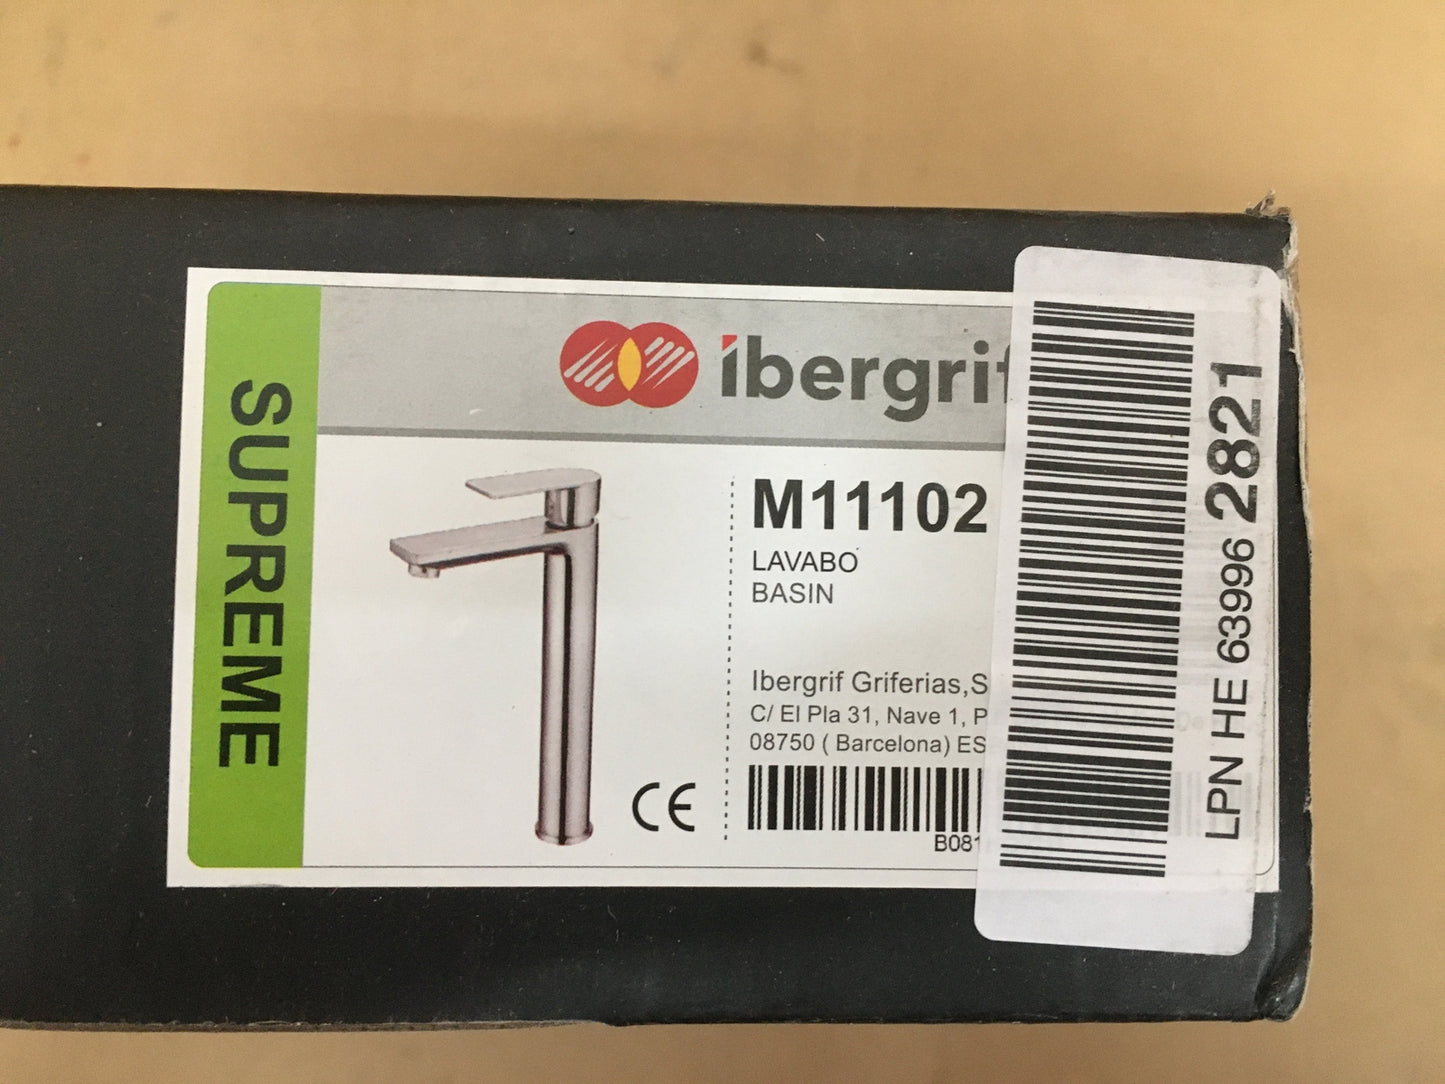 SUPREME
ibergrif
M11102
LAVABO
BASIN
Ibergrif Griferias,S
C/ El Pla 31, Nave 1, P
08750 ( Barcelona) ES
CE
B081
LPN HE 63996 2821